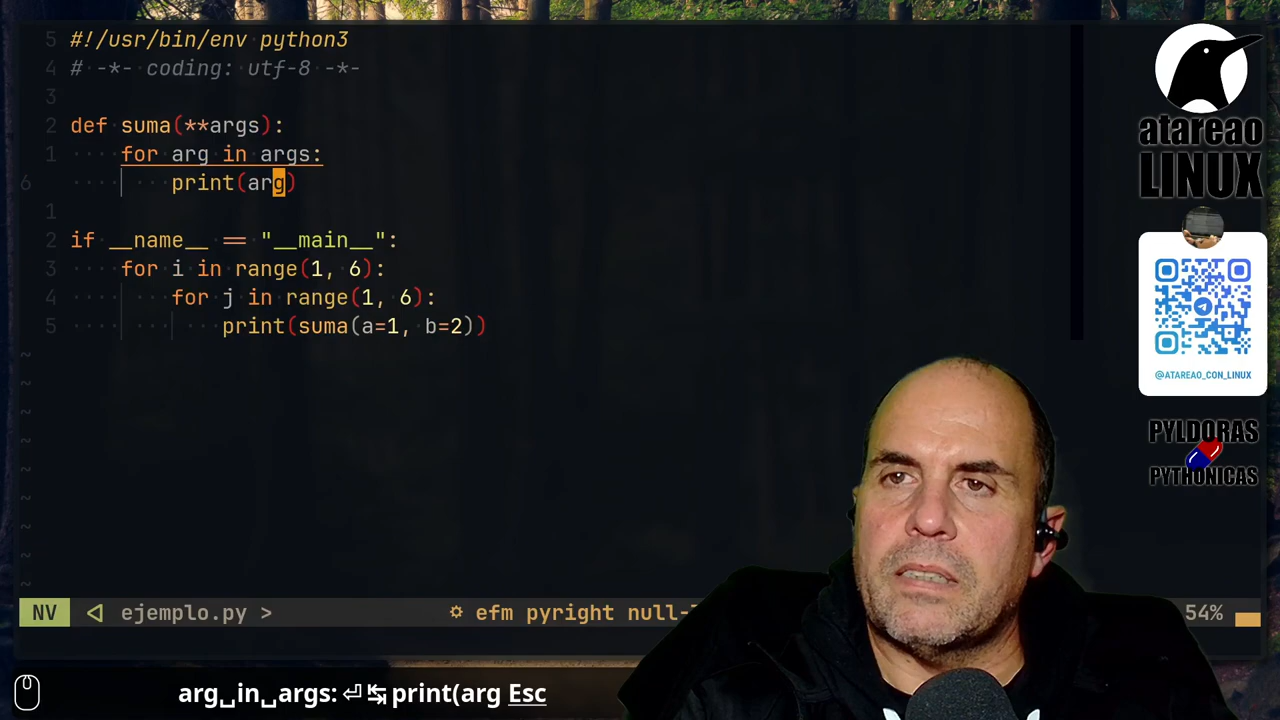 5 #!/usr/bin/env python3
4 # -*- coding: utf-8 -*-
3
2 def suma(**args):
1 for arg in args:
6 print(arg)
1
2 if __name__ == "__main__":
3 for i in range(1, 6):
4 for j in range(1, 6):
5 print(suma(a=1, b=2))
~
~
~
~
~
~
~
~
~
NV ejemplo.py > efm pyright 54%
arg␣in␣args:⏎↹print(arg Esc
atareao
LINUX
@ATAREAO_CON_LINUX
PYLDORAS
PYTHONICAS